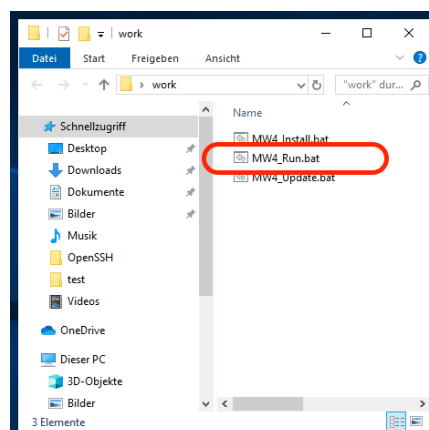 work
Datei Start Freigeben Ansicht
work "work" dur...
Name
Schnellzugriff
Desktop
Downloads
Dokumente
Bilder
Musik
OpenSSH
test
Videos
OneDrive
Dieser PC
3D-Objekte
Bilder
MW4_Install.bat
MW4_Run.bat
MW4_Update.bat
3 Elemente